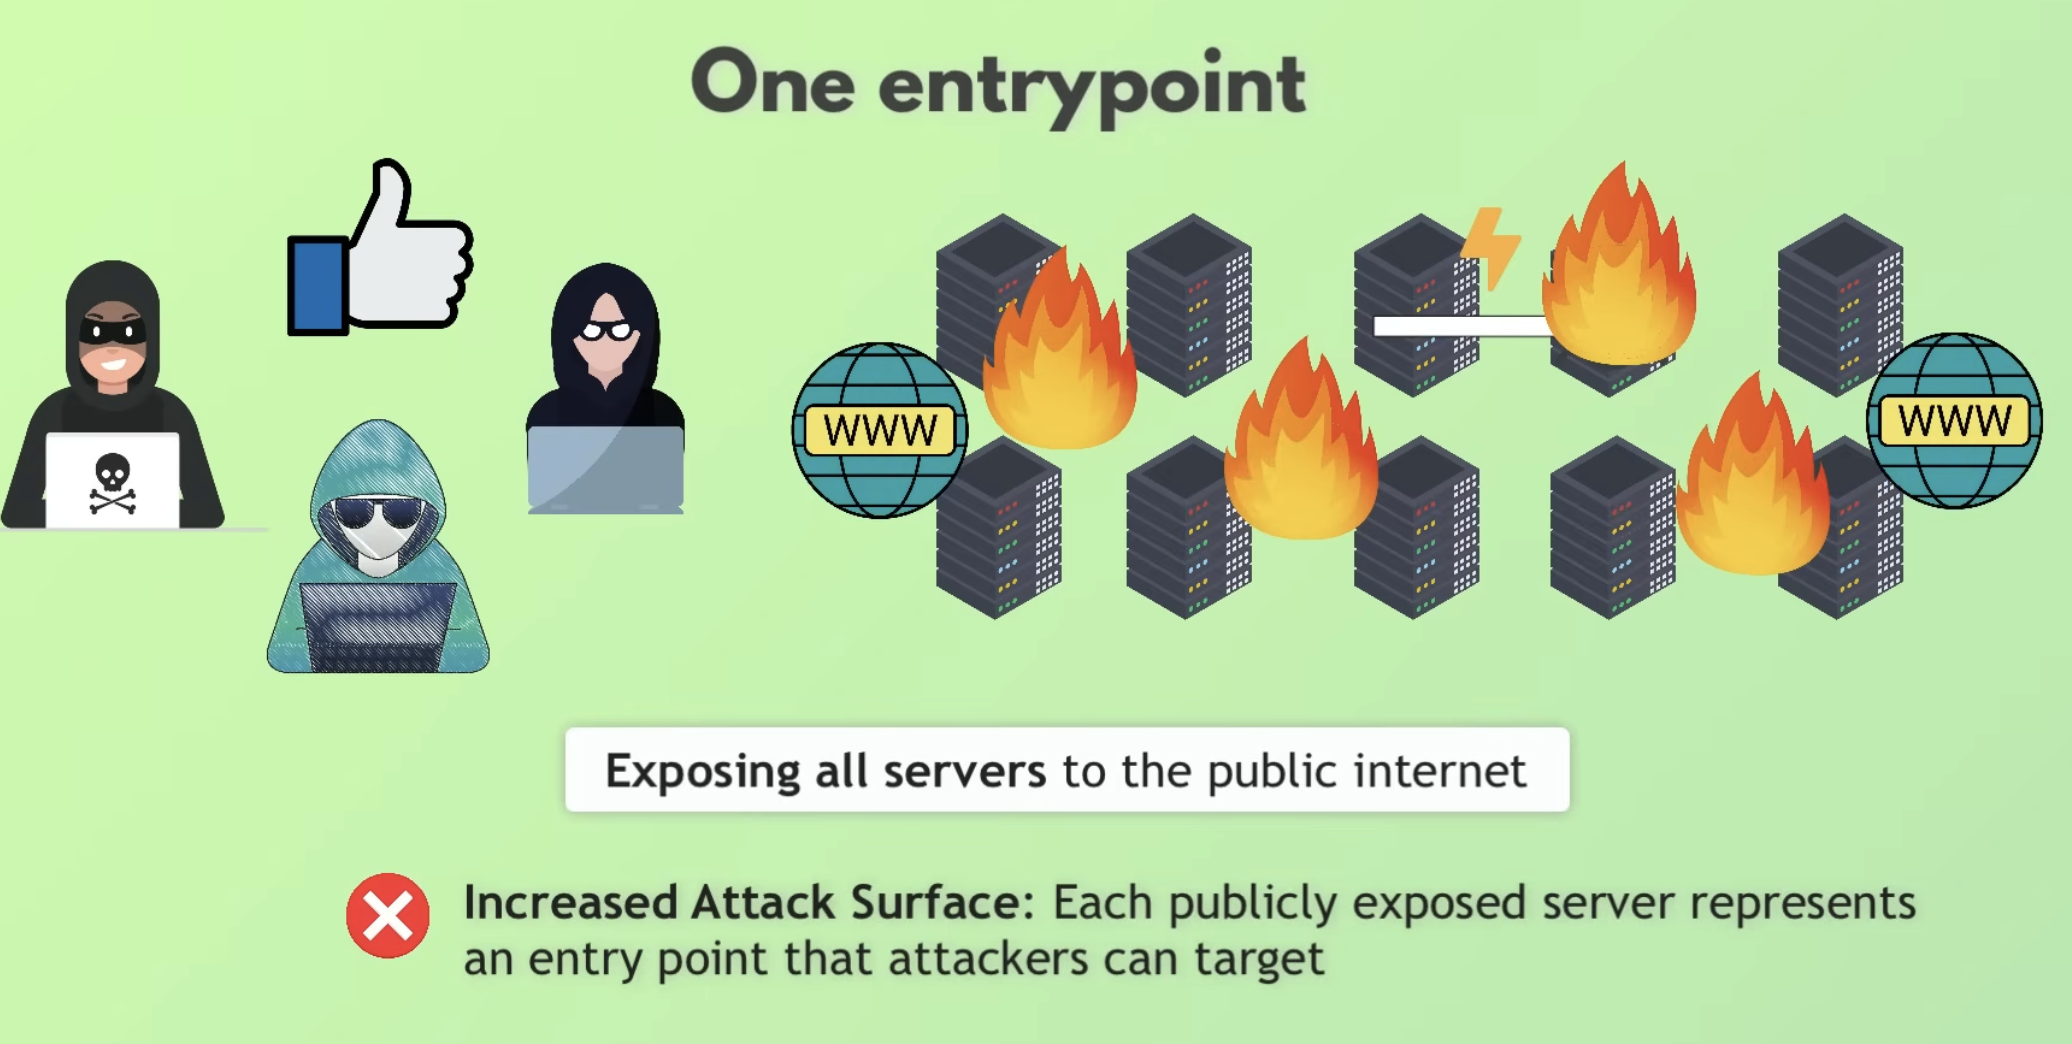 One entrypoint
WWW
WWW
Exposing all servers to the public internet
Increased Attack Surface: Each publicly exposed server represents
an entry point that attackers can target